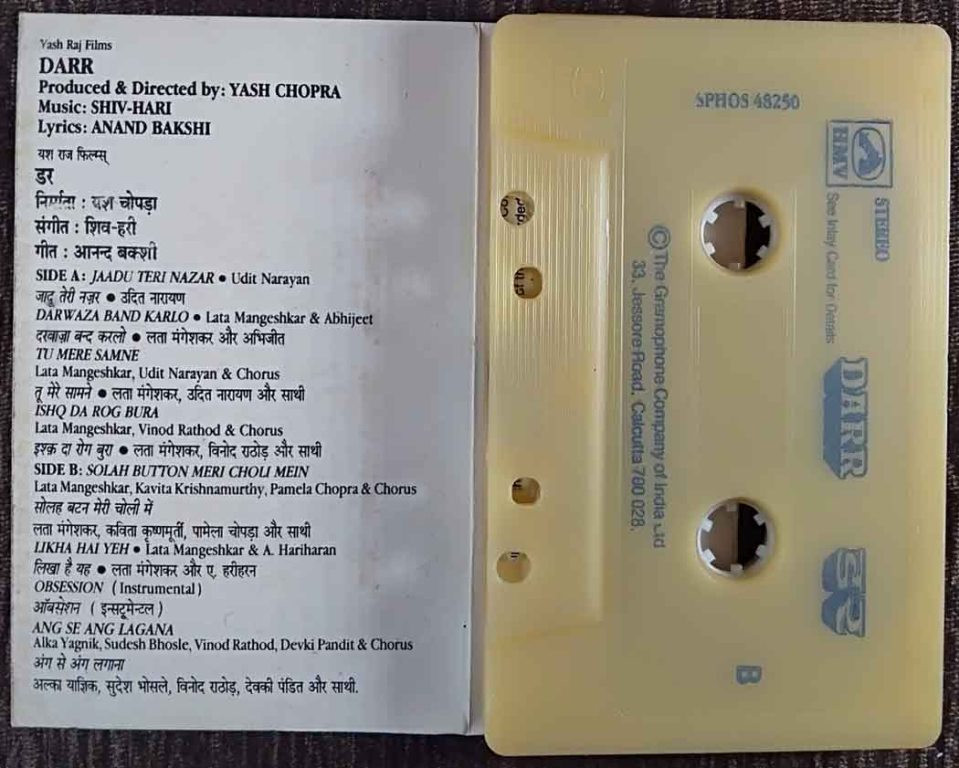 Yash Raj Films
DARR
Produced & Directed by: YASH CHOPRA
Music: SHIV-HARI
Lyrics: ANAND BAKSHI
यश राज फिल्म्स्
डर
निर्माता : यश चोपड़ा
संगीत : शिव-हरी
गीत : आनन्द बक्शी
SIDE A: JAADU TERI NAZAR ● Udit Narayan
जादू तेरी नज़र ● उदित नारायण
DARWAZA BAND KARLO ● Lata Mangeshkar & Abhijeet
दरवाज़ा बन्द करलो ● लता मंगेशकर और अभिजीत
TU MERE SAMNE
Lata Mangeshkar, Udit Narayan & Chorus
तू मेरे सामने ● लता मंगेशकर, उदित नारायण और साथी
ISHQ DA ROG BURA
Lata Mangeshkar, Vinod Rathod & Chorus
इश्क़ दा रोग बुरा ● लता मंगेशकर, विनोद राठोड़ और साथी
SIDE B: SOLAH BUTTON MERI CHOLI MEIN
Lata Mangeshkar, Kavita Krishnamurthy, Pamela Chopra & Chorus
सोलह बटन मेरी चोली में
लता मंगेशकर, कविता कृष्णमूर्ती, पामेला चोपड़ा और साथी
LIKHA HAI YEH ● Lata Mangeshkar & A. Hariharan
लिखा है यह ● लता मंगेशकर और ए. हरीहरन
OBSESSION (Instrumental)
ऑबसेशन ( इन्सट्रूमेन्टल )
ANG SE ANG LAGANA
Alka Yagnik, Sudesh Bhosle, Vinod Rathod, Devki Pandit & Chorus
अंग से अंग लगाना
अल्का याज्ञिक, सुदेश भोसले, विनोद राठोड़, देवकी पंडित और साथी.
SPHOS 48250
HMV
STEREO
See Inlay Card for Details
DARR
B
© The Gramophone Company of India Ltd
33, Jessore Road, Calcutta 700 028.